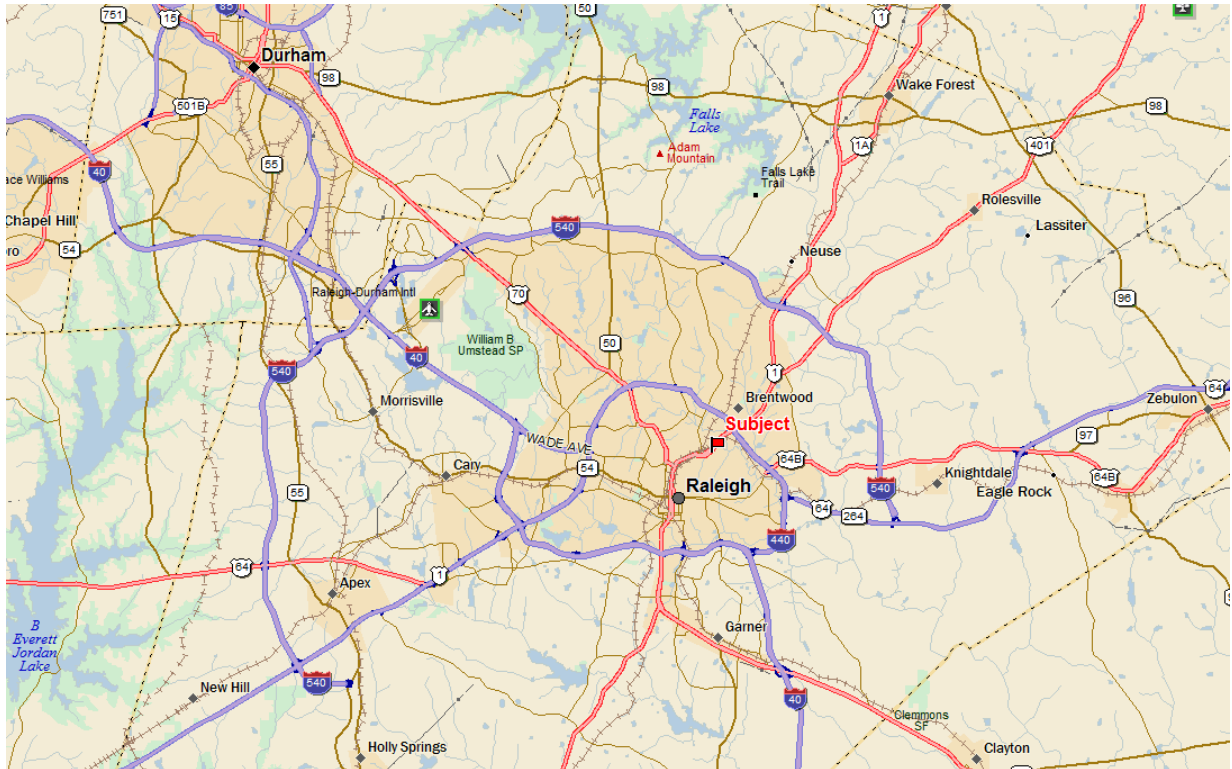 751
15
85
50
1
Durham
98
98
Wake Forest
98
501B
Falls
Lake
1A
401
Adam
Mountain
55
40
ace Williams
Falls Lake
Trail
Chapel Hill
oro
54
Rolesville
Lassiter
540
Neuse
Raleigh-Durham Intl
70
96
William B
Umstead SP
50
40
540
1
64
Morrisville
Brentwood
Zebulon
Subject
WADE AVE
97
54
64B
Cary
Knightdale
64B
Raleigh
540
Eagle Rock
55
64
264
440
64
1
Apex
B
Everett
Jordan
Lake
Garner
540
New Hill
40
Clemmons
SF
Holly Springs
Clayton